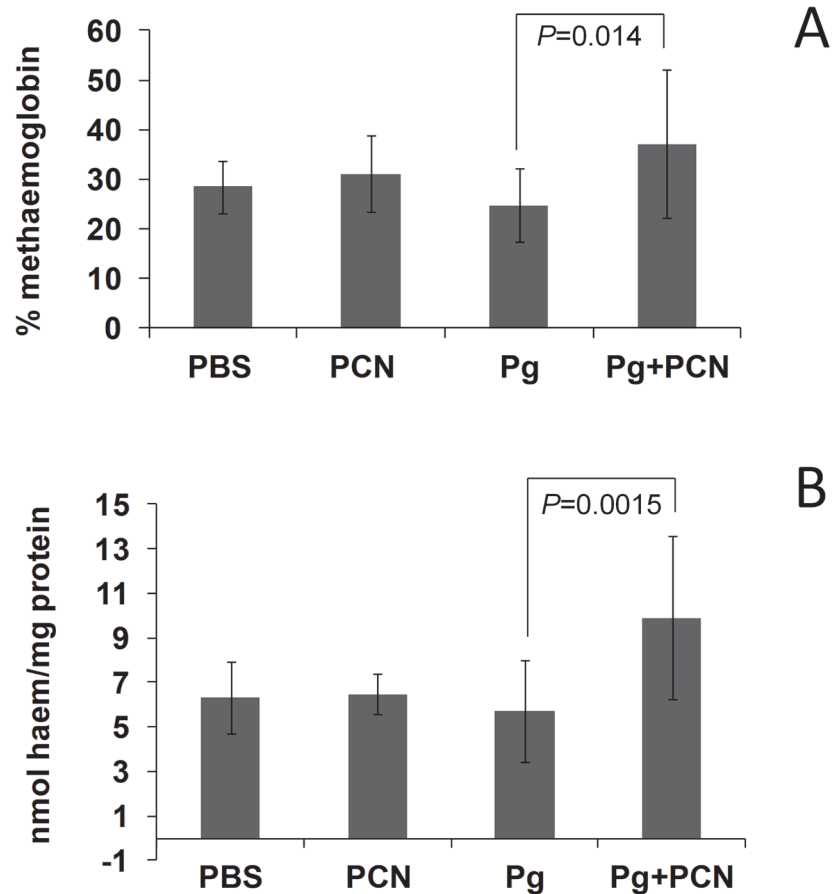 A
P=0.014
60
50
40
30
20
10
0
% methaemoglobin
PBS PCN Pg Pg+PCN
B
P=0.0015
15
13
11
9
7
5
3
1
-1
nmol haem/mg protein
PBS PCN Pg Pg+PCN